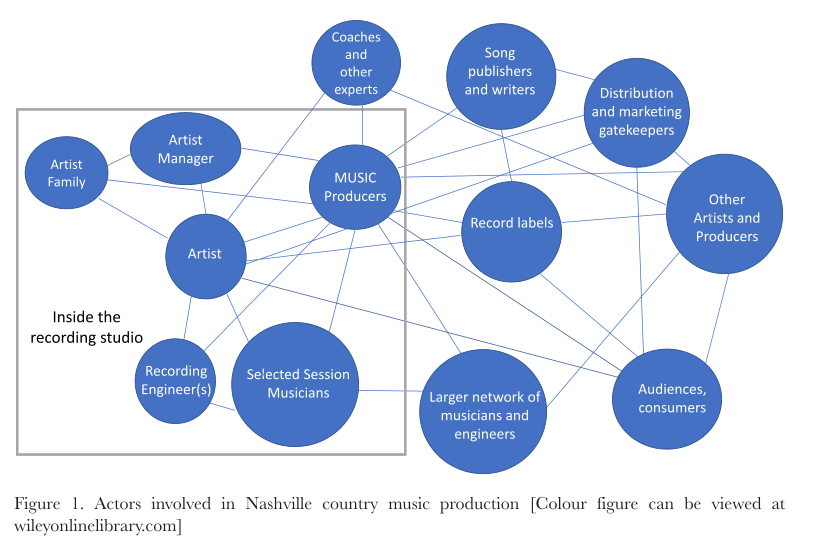 Coaches
and
other
experts
Song
publishers
and writers
Distribution
and marketing
gatekeepers
Artist
Manager
Artist
Family
MUSIC
Producers
Other
Artists and
Producers
Record labels
Artist
Inside the
recording studio
Recording
Engineer(s)
Selected Session
Musicians
Larger network of
musicians and
engineers
Audiences,
consumers
Figure 1. Actors involved in Nashville country music production [Colour figure can be viewed at
wileyonlinelibrary.com]